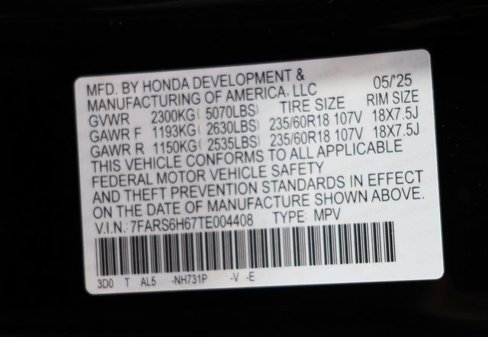 MFD. BY HONDA DEVELOPMENT &
MANUFACTURING OF AMERICA, LLC 05/25
GVWR 2300KG( 5070LBS) TIRE SIZE RIM SIZE
GAWR F 1193KG( 2630LBS) 235/60R18 107V 18X7.5J
GAWR R 1150KG( 2535LBS) 235/60R18 107V 18X7.5J
THIS VEHICLE CONFORMS TO ALL APPLICABLE
FEDERAL MOTOR VEHICLE SAFETY
AND THEFT PREVENTION STANDARDS IN EFFECT
ON THE DATE OF MANUFACTURE SHOWN ABOVE.
V.I.N.: 7FARS6H67TE004408 TYPE: MPV
3D0 T AL5 -NH731P -V -E